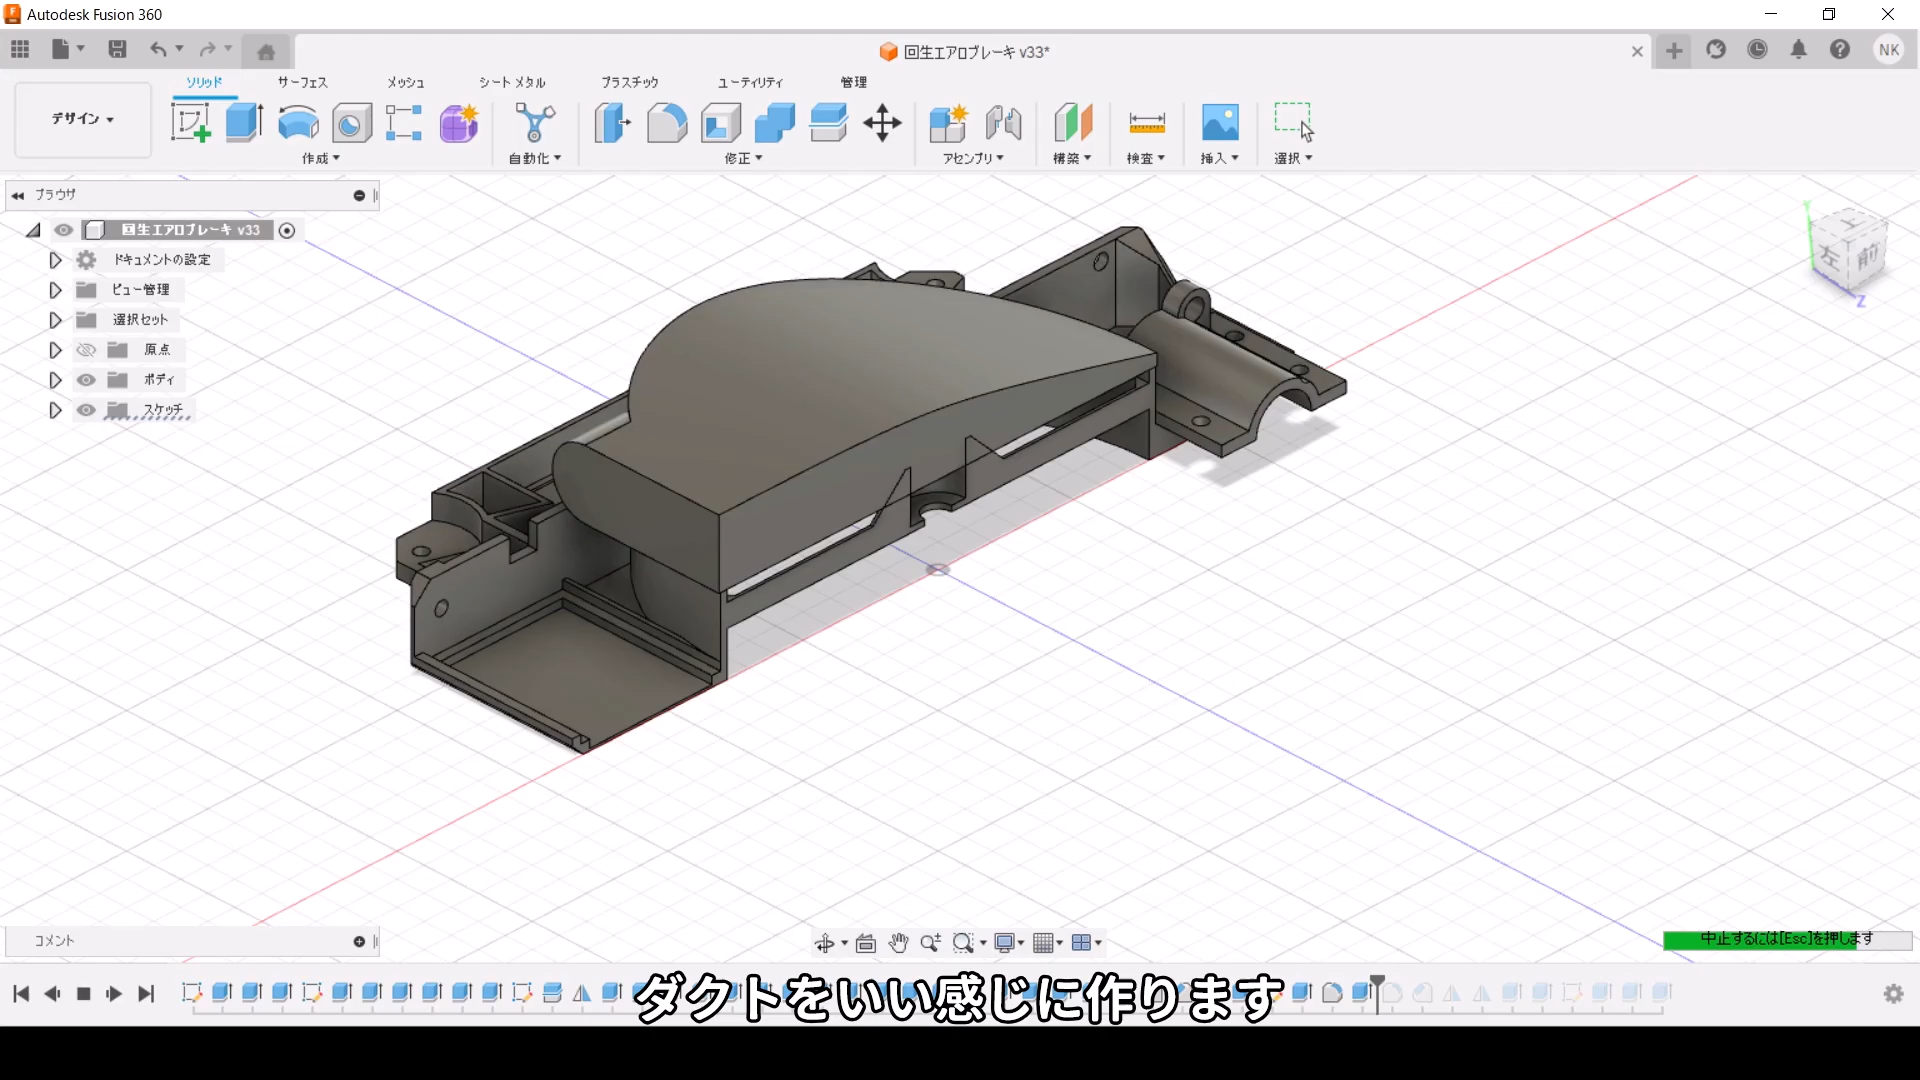 Autodesk Fusion 360
回生エアロブレーキ v33*
NK
デザイン
ソリッド サーフェス メッシュ シート メタル プラスチック ユーティリティ 管理
作成 自動化 修正 アセンブリ 構築 検査 挿入 選択
ブラウザ
回生エアロブレーキ v33
ドキュメントの設定
ビュー管理
選択セット
原点
ボディ
スケッチ
上
左 前
Y
Z
コメント
中止するには[Esc]を押します
ダクトをいい感じに作ります